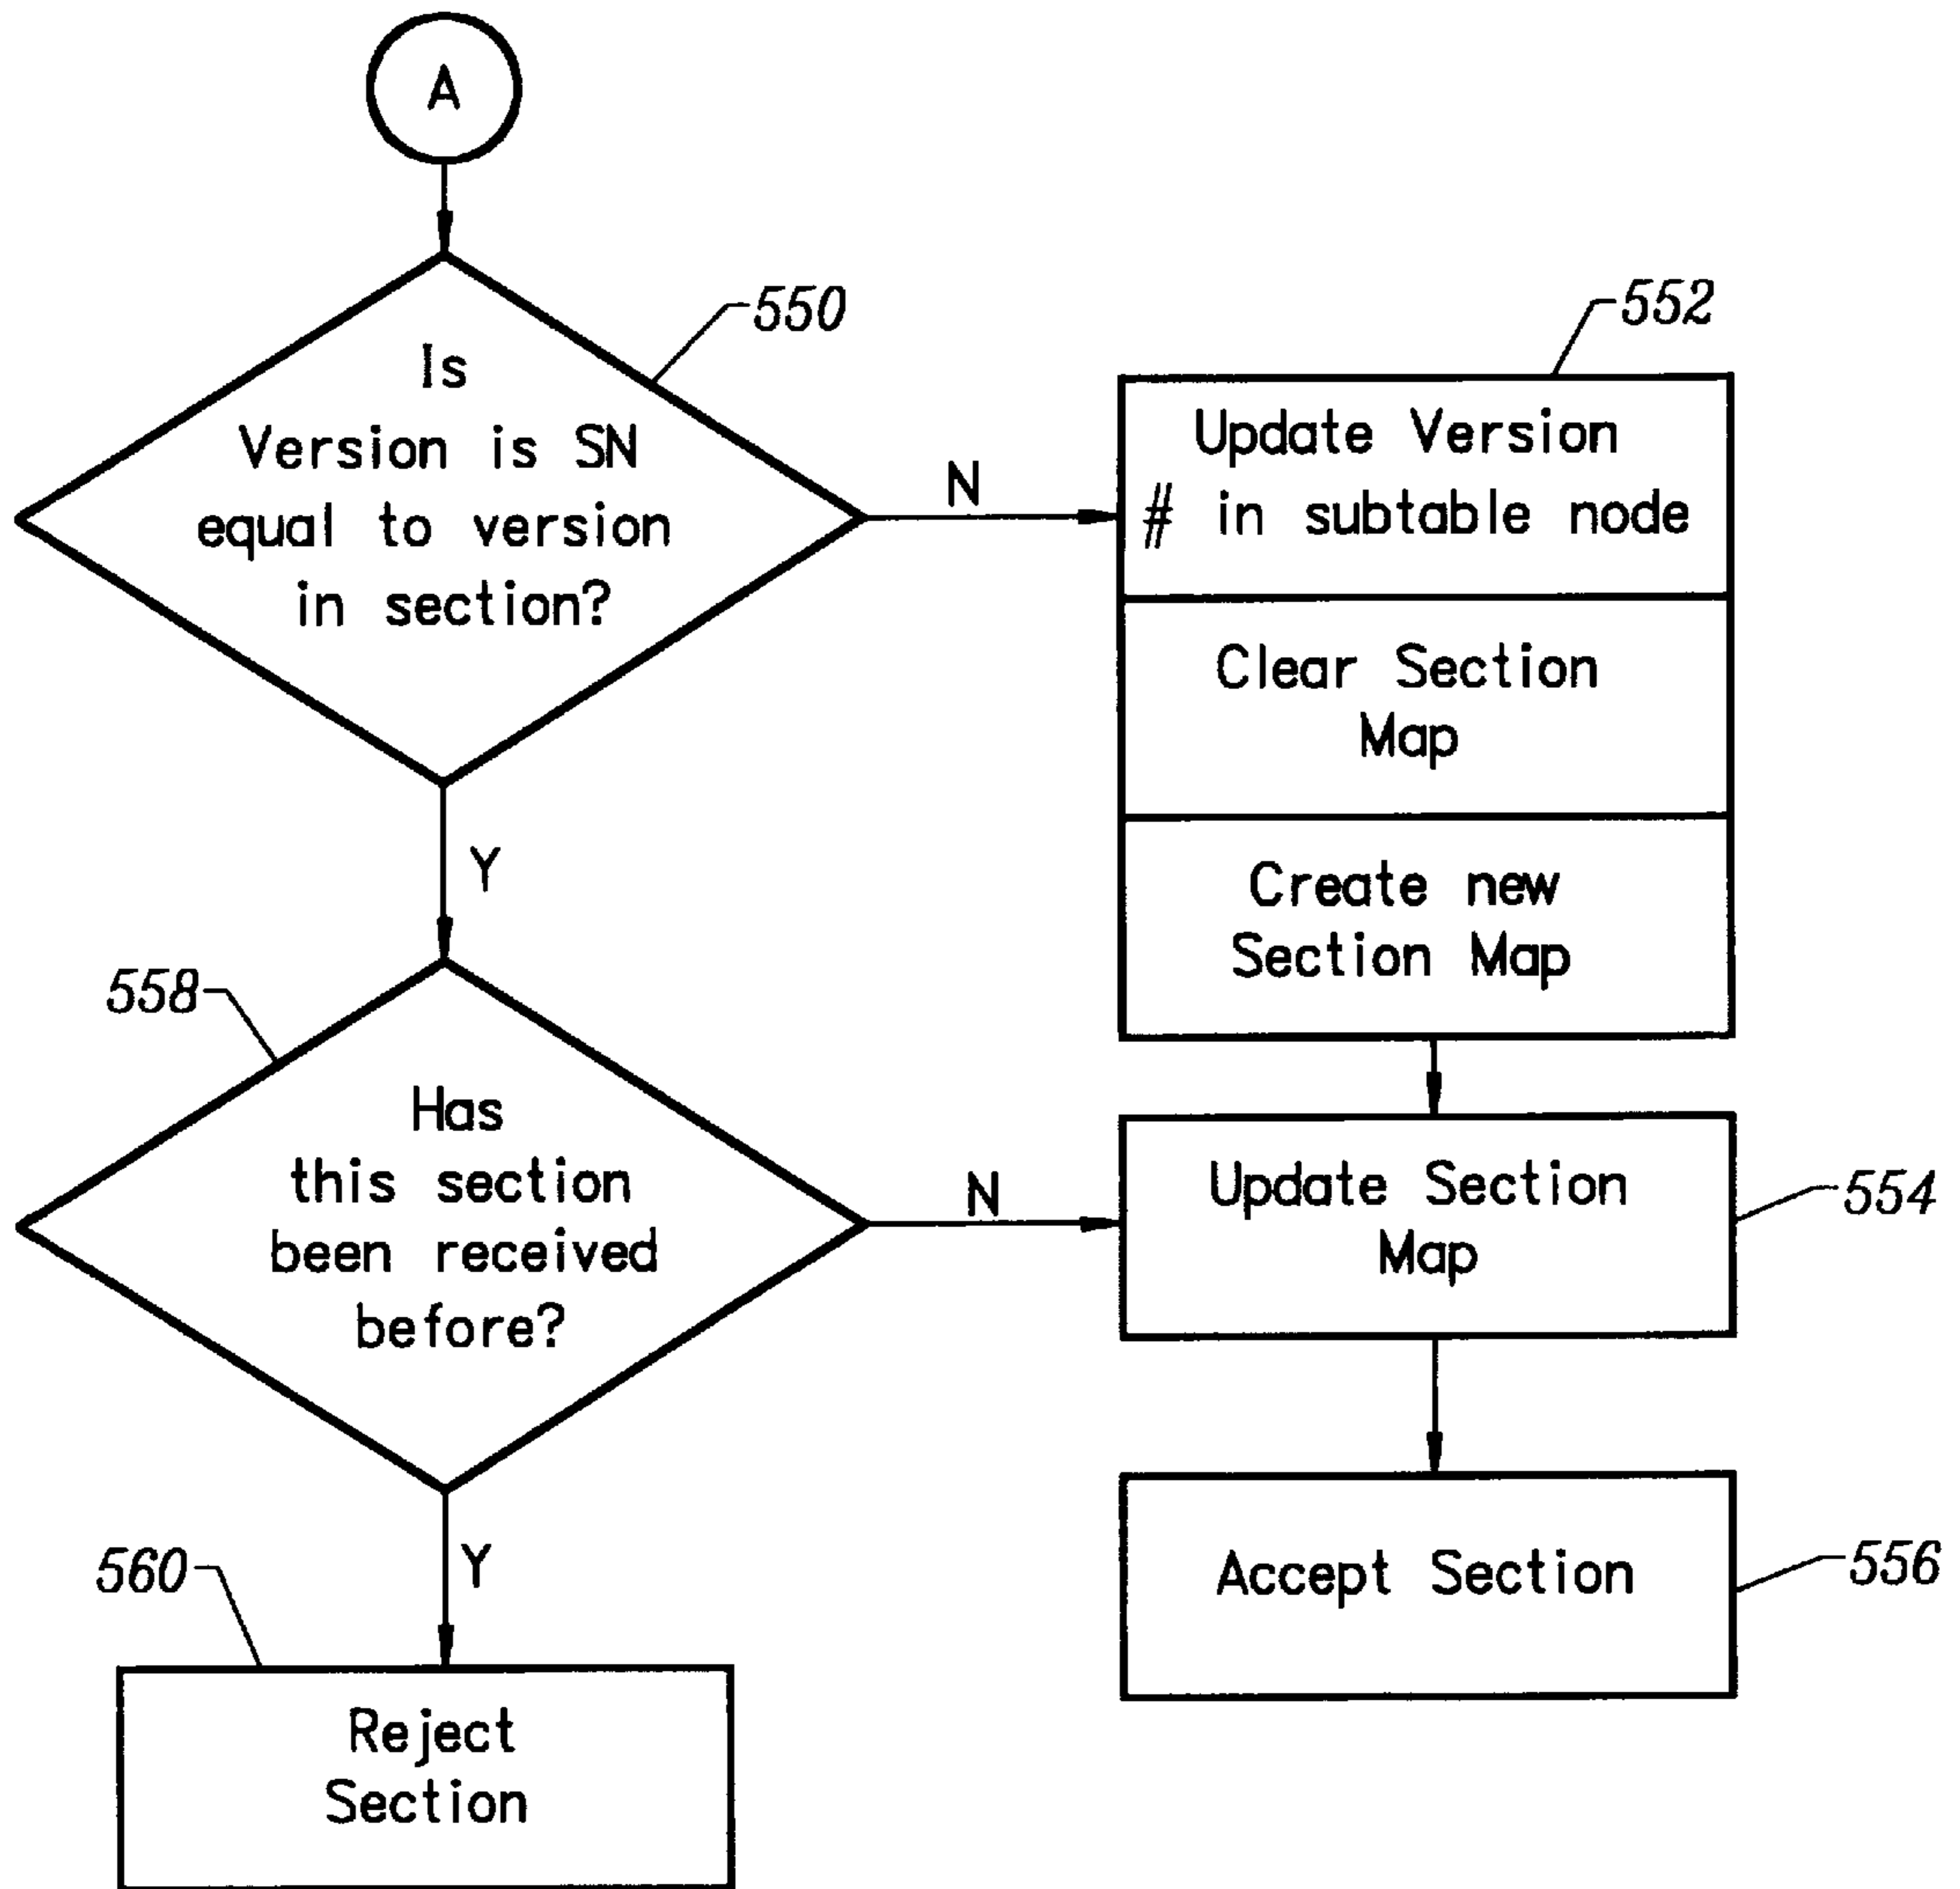 A
550
Is
Version is SN
equal to version
in section?
N
552
Update Version
# in subtable node
Clear Section
Map
Create new
Section Map
Y
558
Has
this section
been received
before?
N
Update Section
Map
554
Y
560
Reject
Section
Accept Section
556